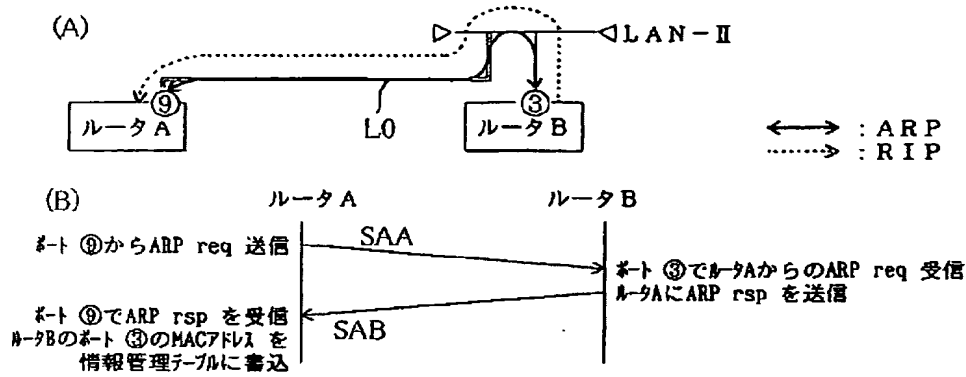 (A)
LAN-Ⅱ
⑨
③
ルータA
L0
ルータB
:ARP
:RIP
(B)
ルータA
ルータB
ポート ⑨からARP req 送信
SAA
ポート ③でルータAからのARP req 受信
ルータAにARP rsp を送信
ポート ⑨でARP rsp を受信
SAB
ルータBのポート ③のMACアドレス を
情報管理テーブルに書込